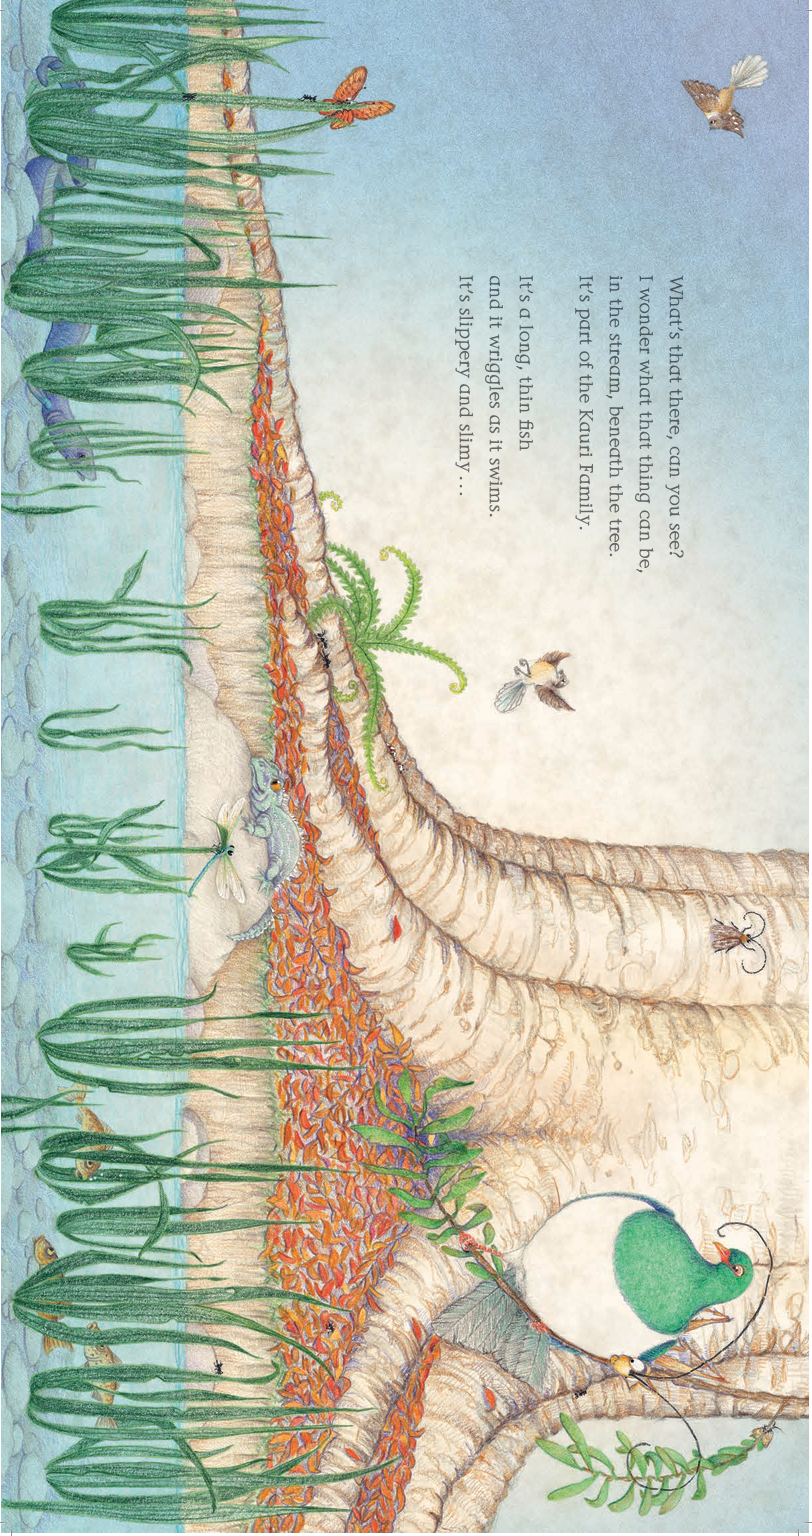 What's that there, can you see?
I wonder what that thing can be,
in the stream, beneath the tree.
It's part of the Kauri Family.
It's a long, thin fish
and it wriggles as it swims.
It's slippery and slimy . . .